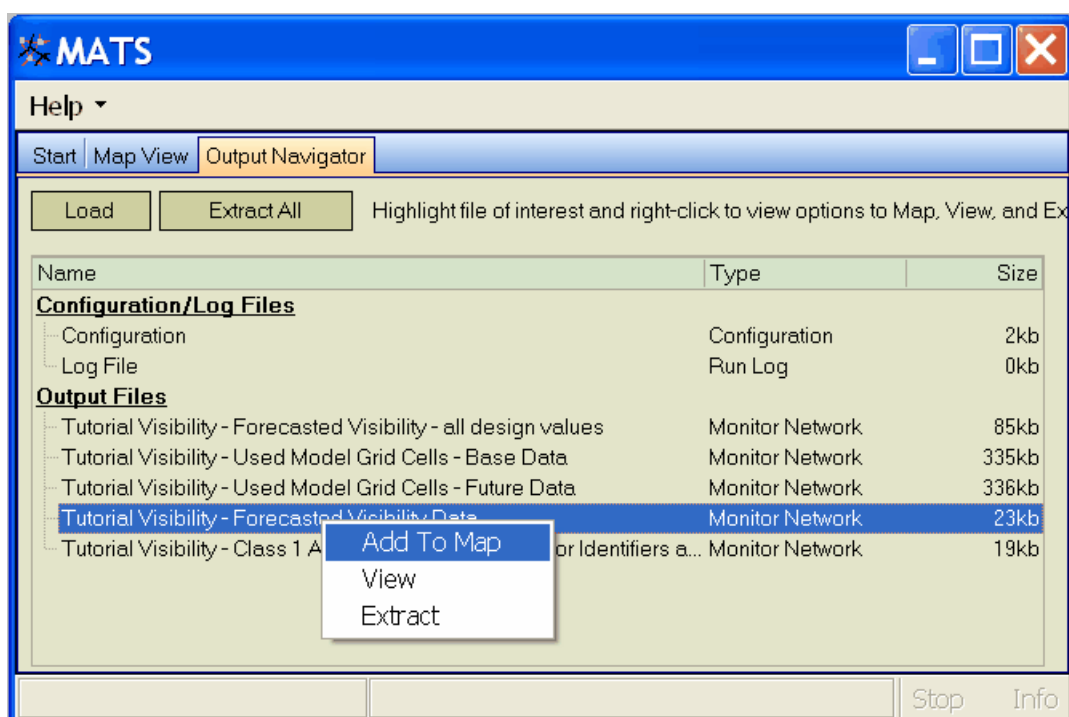 MATS
Help
Start Map View Output Navigator
Load Extract All Highlight file of interest and right-click to view options to Map, View, and Ex
Name Type Size
Configuration/Log Files
Configuration Configuration 2kb
Log File Run Log 0kb
Output Files
Tutorial Visibility - Forecasted Visibility - all design values Monitor Network 85kb
Tutorial Visibility - Used Model Grid Cells - Base Data Monitor Network 335kb
Tutorial Visibility - Used Model Grid Cells - Future Data Monitor Network 336kb
Tutorial Visibility - Forecasted Visibility Data Monitor Network 23kb
Tutorial Visibility - Class 1 A or Identifiers a... Monitor Network 19kb
Add To Map
View
Extract
Stop Info